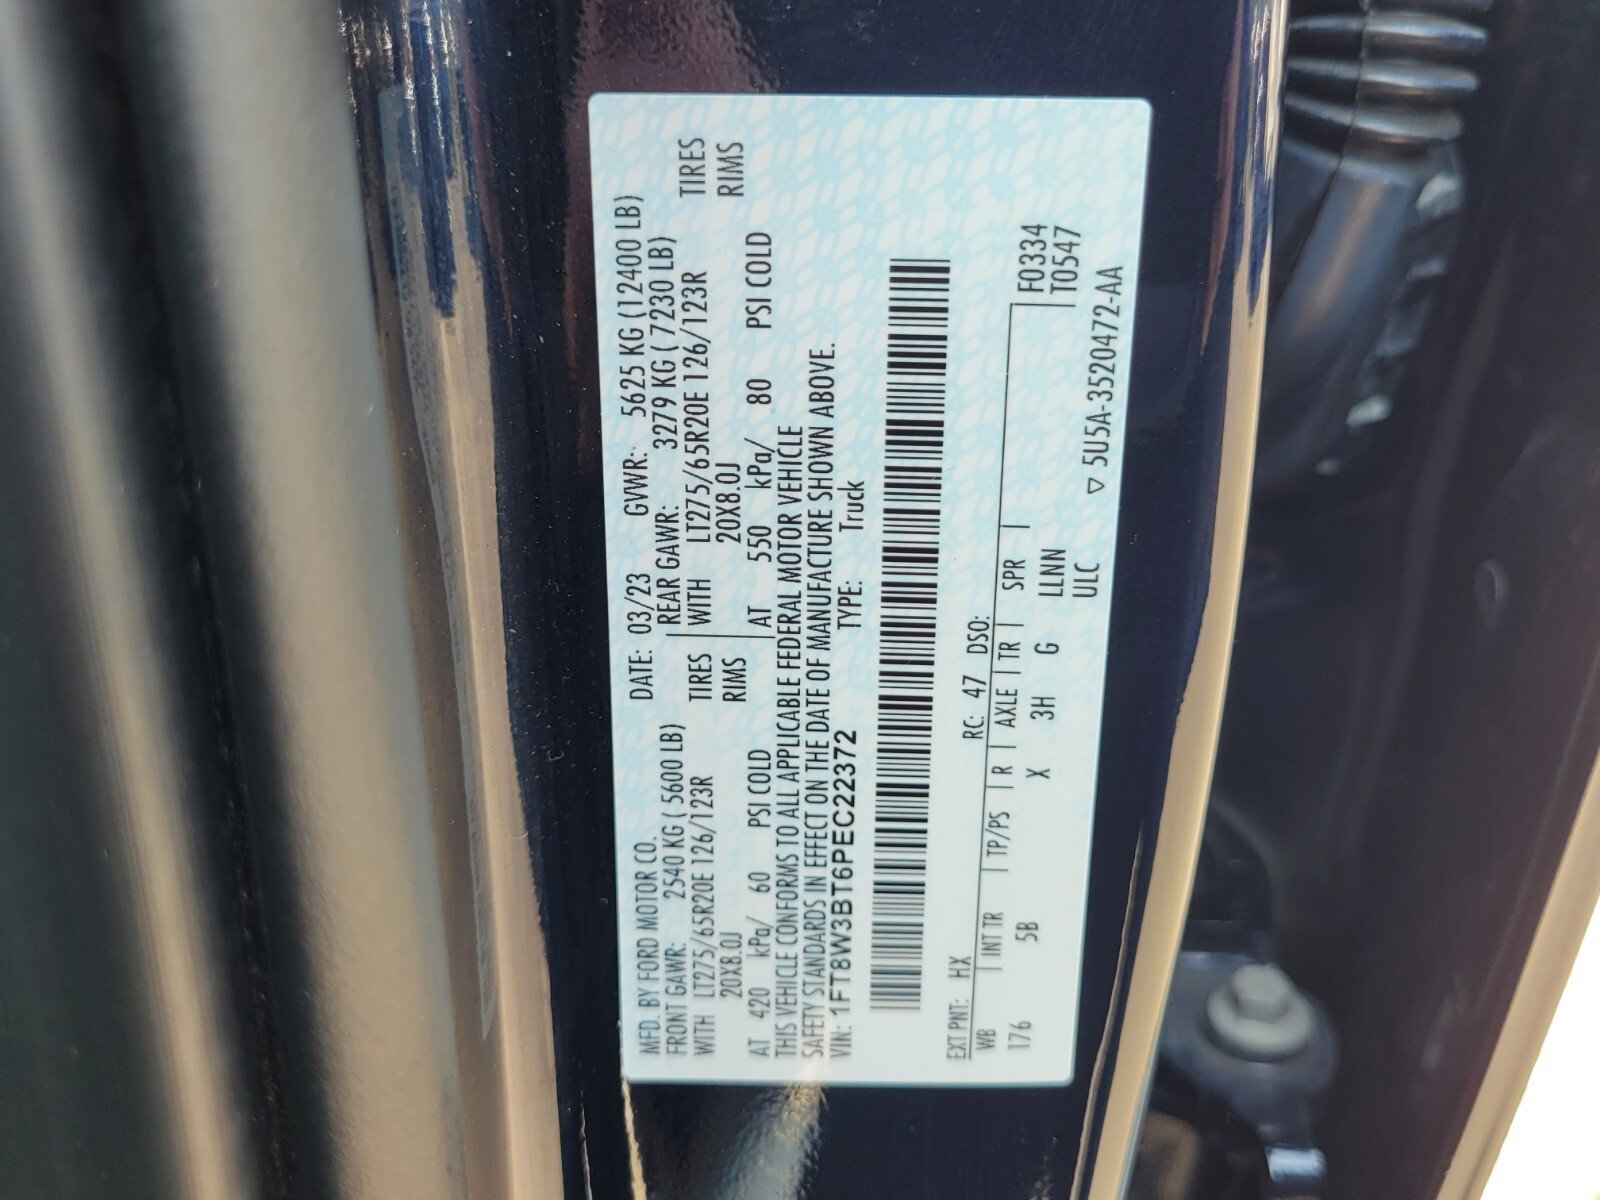 MFD. BY FORD MOTOR CO. DATE: 03/23 GVWR: 5625 KG (12400 LB)
FRONT GAWR: 2540 KG ( 5600 LB) REAR GAWR: 3279 KG ( 7230 LB)
WITH LT275/65R20E 126/123R TIRES WITH LT275/65R20E 126/123R TIRES
20X8.0J RIMS 20X8.0J RIMS
AT 420 kPa/ 60 PSI COLD AT 550 kPa/ 80 PSI COLD
THIS VEHICLE CONFORMS TO ALL APPLICABLE FEDERAL MOTOR VEHICLE
SAFETY STANDARDS IN EFFECT ON THE DATE OF MANUFACTURE SHOWN ABOVE.
VIN: 1FT8W3BT6PEC22372 TYPE: Truck
EXT PNT: HX RC: 47 DSO:
WB INT TR TP/PS R AXLE TR SPR F0334
176 5B X 3H G LLNN T0547
ULC
▽ 5U5A-3520472-AA